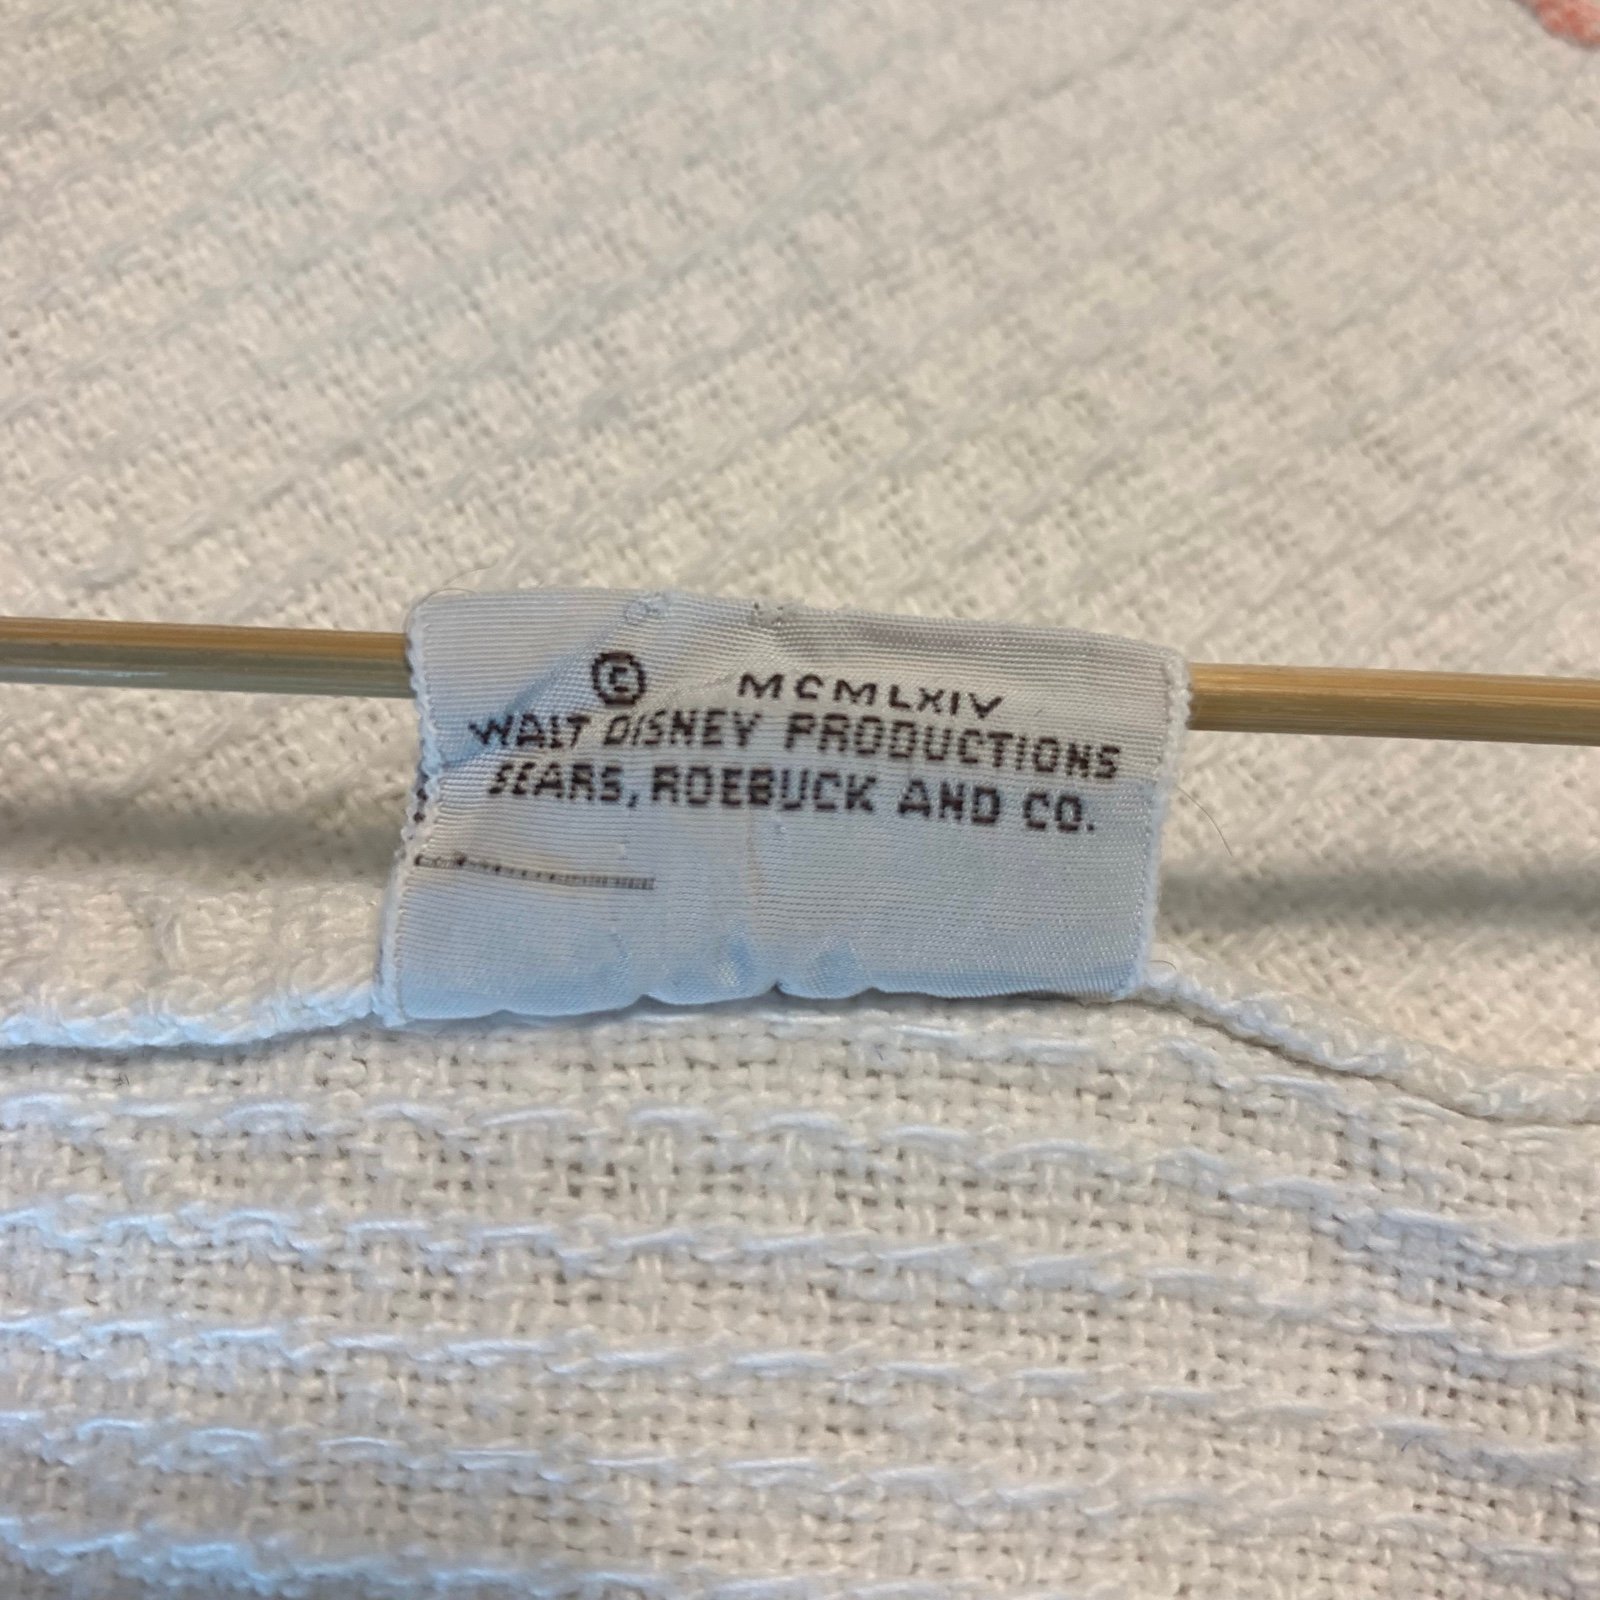 © MCMLXIV
WALT DISNEY PRODUCTIONS
SEARS, ROEBUCK AND CO.